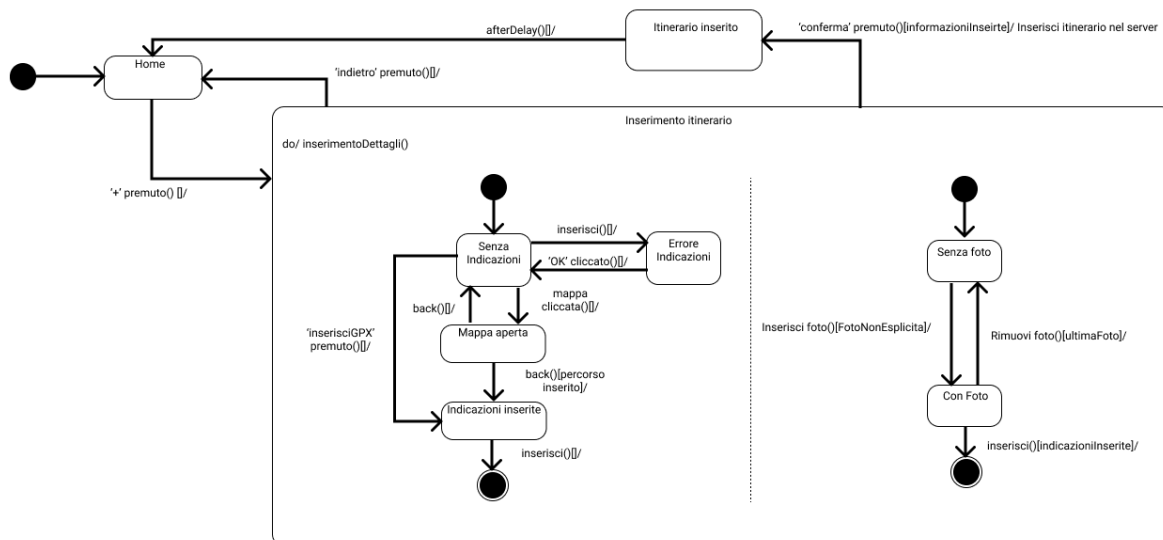 Itinerario inserito
'conferma' premuto()[informazioniInseirte]/ Inserisci itinerario nel server
afterDelay()[]/
Home
'indietro' premuto()[]/
Inserimento itinerario
do/ inserimentoDettagli()
'+' premuto() []/
Senza
Indicazioni
inserisci()[]/
Errore
Indicazioni
'OK' cliccato()[]/
back()[]/
mappa
cliccata()[]/
'inserisciGPX'
premuto()[]/
Mappa aperta
back()[percorso
inserito]/
Indicazioni inserite
inserisci()[]/
Senza foto
Inserisci foto()[FotoNonEsplicita]/
Rimuovi foto()[ultimaFoto]/
Con Foto
inserisci()[indicazioniInserite]/